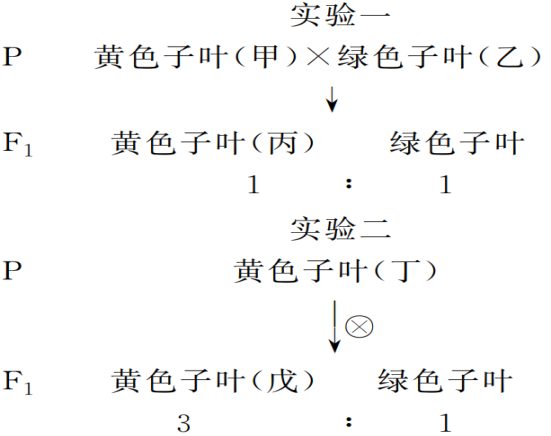 实验一
P 黄色子叶(甲)×绿色子叶(乙)
↓
F₁ 黄色子叶(丙) 绿色子叶
1 : 1
实验二
P 黄色子叶(丁)
↓⊗
F₁ 黄色子叶(戊) 绿色子叶
3 : 1